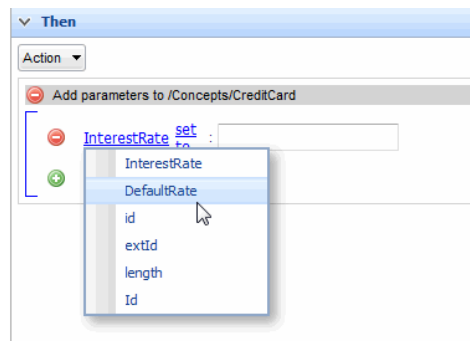 Then
Action
Add parameters to /Concepts/CreditCard
InterestRate set to :
InterestRate
DefaultRate
id
extId
length
Id